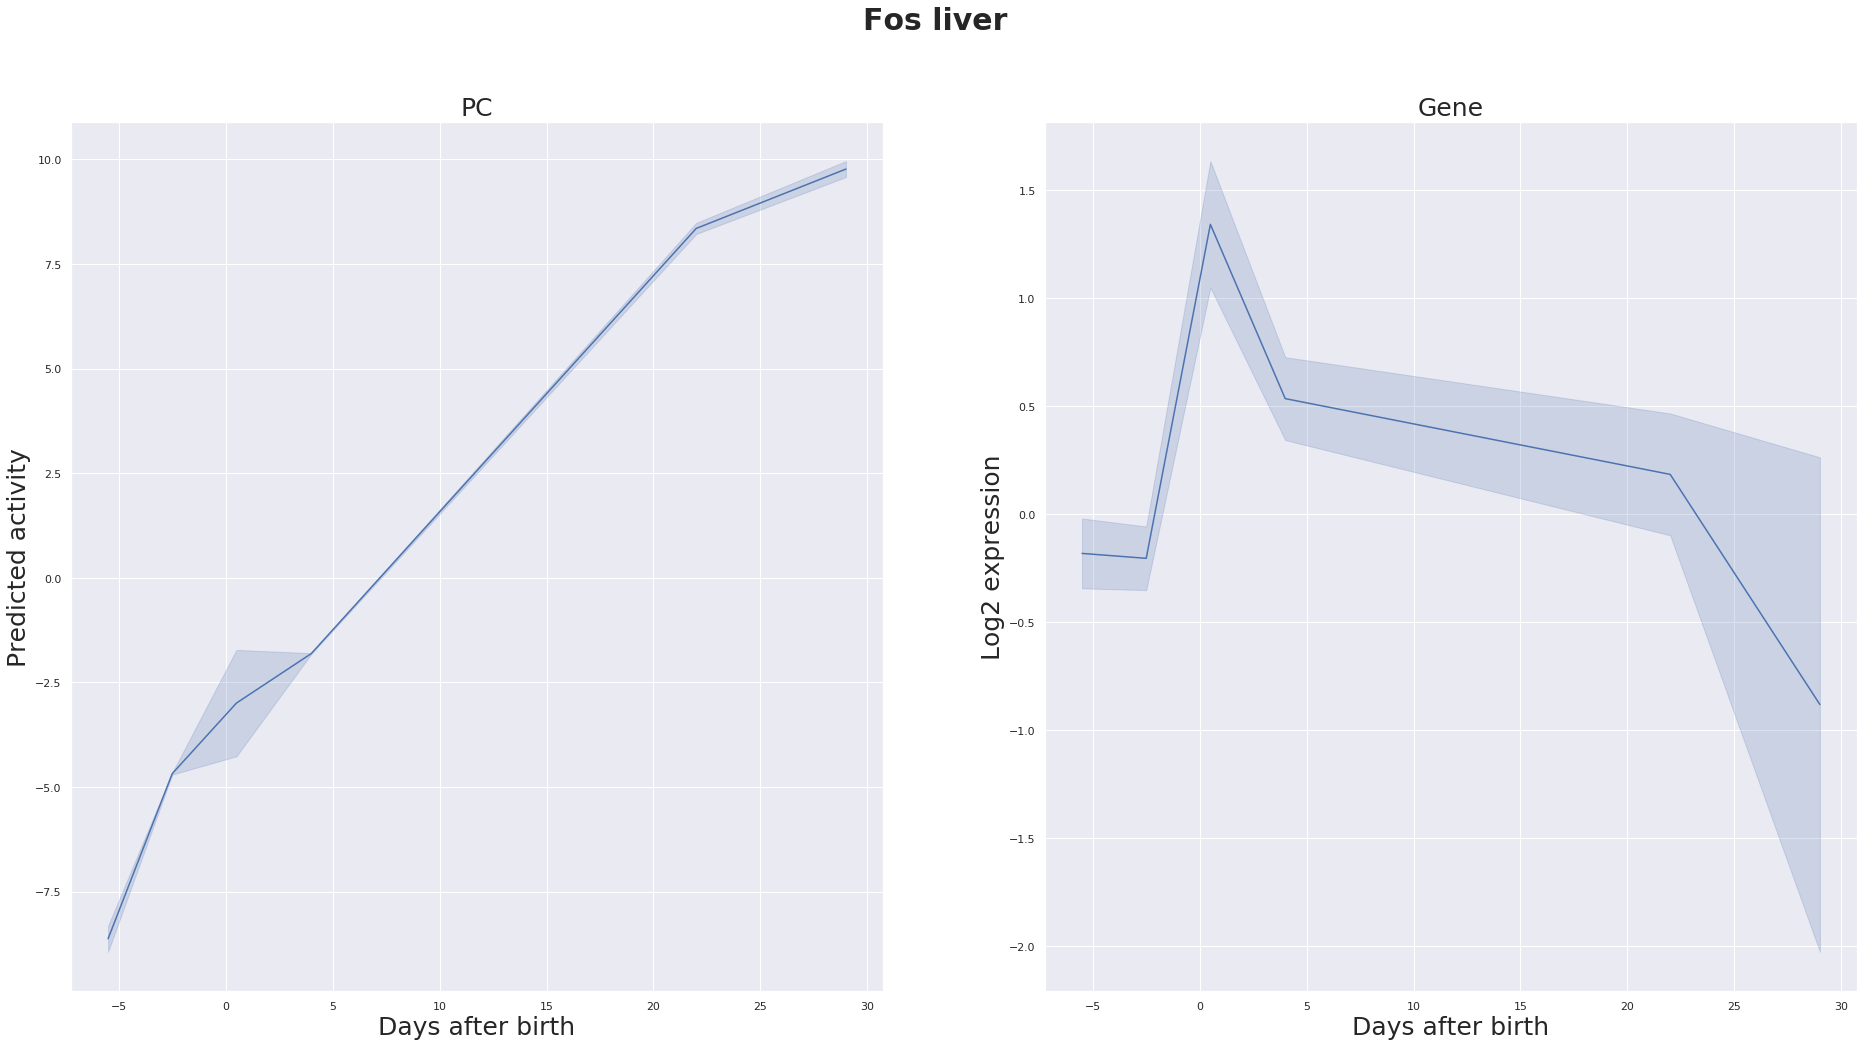 Fos liver
PC
Predicted activity
10.0
7.5
5.0
2.5
0.0
−2.5
−5.0
−7.5
−5 0 5 10 15 20 25 30
Days after birth
Gene
Log2 expression
1.5
1.0
0.5
0.0
−0.5
−1.0
−1.5
−2.0
−5 0 5 10 15 20 25 30
Days after birth